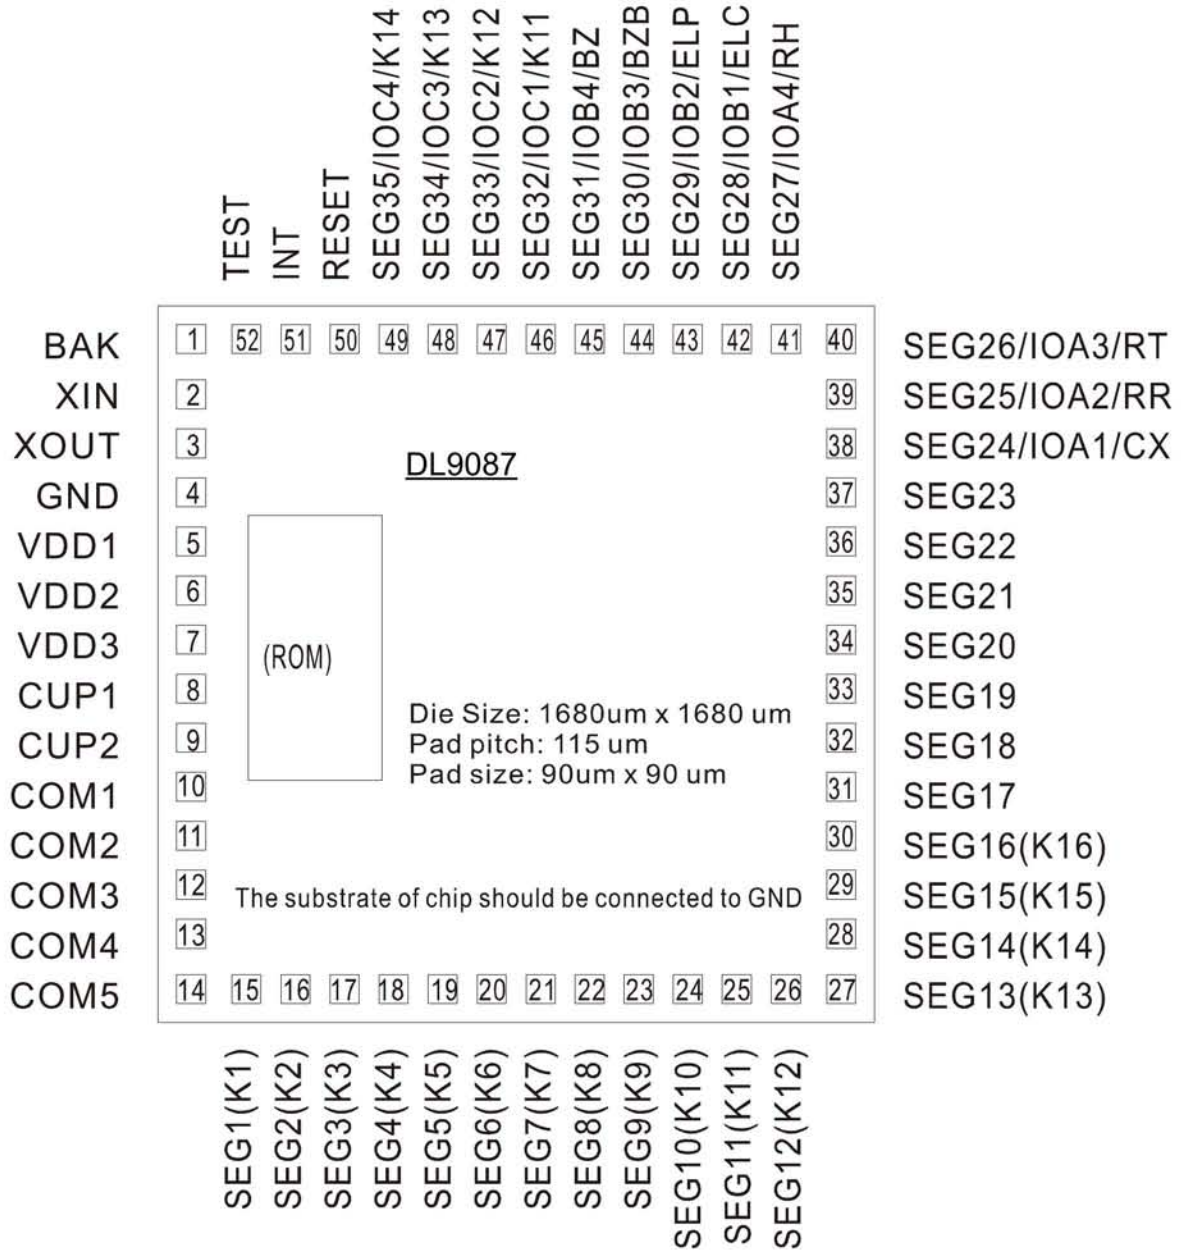 TEST
INT
RESET
SEG35/IOC4/K14
SEG34/IOC3/K13
SEG33/IOC2/K12
SEG32/IOC1/K11
SEG31/IOB4/BZ
SEG30/IOB3/BZB
SEG29/IOB2/ELP
SEG28/IOB1/ELC
SEG27/IOA4/RH
BAK 1 52 51 50 49 48 47 46 45 44 43 42 41 40 SEG26/IOA3/RT
XIN 2 39 SEG25/IOA2/RR
XOUT 3 38 SEG24/IOA1/CX
DL9087
GND 4 37 SEG23
VDD1 5 36 SEG22
VDD2 6 35 SEG21
VDD3 7 34 SEG20
(ROM)
CUP1 8 33 SEG19
Die Size: 1680um x 1680 um
CUP2 9 32 SEG18
Pad pitch: 115 um
Pad size: 90um x 90 um
COM1 10 31 SEG17
COM2 11 30 SEG16(K16)
COM3 12 29 SEG15(K15)
The substrate of chip should be connected to GND
COM4 13 28 SEG14(K14)
COM5 14 15 16 17 18 19 20 21 22 23 24 25 26 27 SEG13(K13)
SEG1(K1)
SEG2(K2)
SEG3(K3)
SEG4(K4)
SEG5(K5)
SEG6(K6)
SEG7(K7)
SEG8(K8)
SEG9(K9)
SEG10(K10)
SEG11(K11)
SEG12(K12)